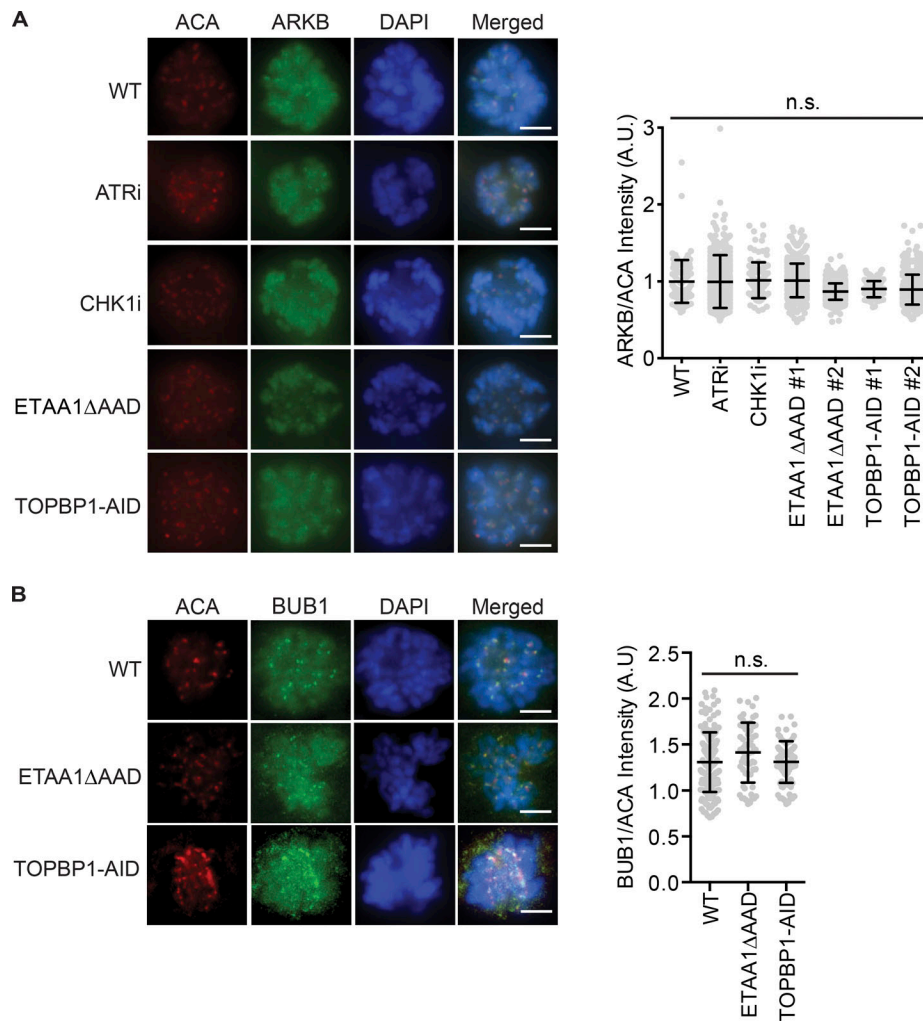 A
ACA ARKB DAPI Merged
WT
ATRi
CHK1i
ETAA1ΔAAD
TOPBP1-AID
n.s.
ARKB/ACA Intensity (A.U.)
3
2
1
0
WT
ATRi
CHK1i
ETAA1ΔAAD #1
ETAA1ΔAAD #2
TOPBP1-AID #1
TOPBP1-AID #2
B
ACA BUB1 DAPI Merged
WT
ETAA1ΔAAD
TOPBP1-AID
n.s.
BUB1/ACA Intensity (A.U)
2.5
2.0
1.5
1.0
0.5
0.0
WT
ETAA1ΔAAD
TOPBP1-AID